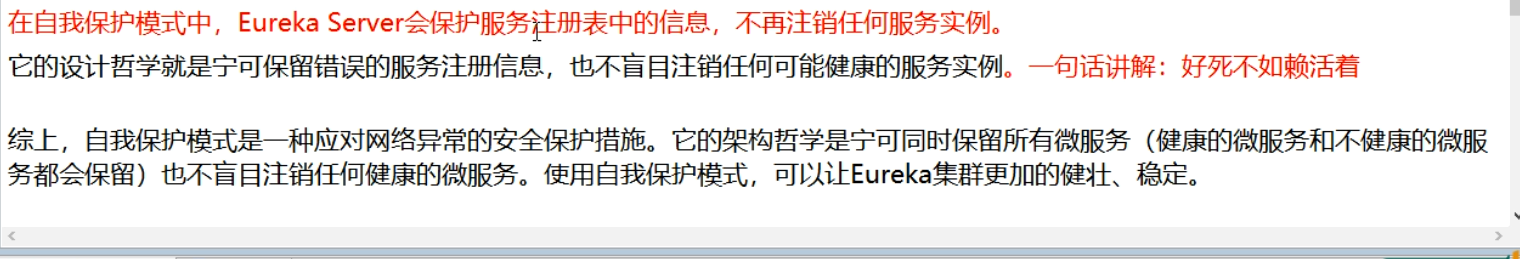 在自我保护模式中，Eureka Server会保护服务注册表中的信息，不再注销任何服务实例。
它的设计哲学就是宁可保留错误的服务注册信息，也不盲目注销任何可能健康的服务实例。一句话讲解：好死不如赖活着
综上，自我保护模式是一种应对网络异常的安全保护措施。它的架构哲学是宁可同时保留所有微服务（健康的微服务和不健康的微服
务都会保留）也不盲目注销任何健康的微服务。使用自我保护模式，可以让Eureka集群更加的健壮、稳定。